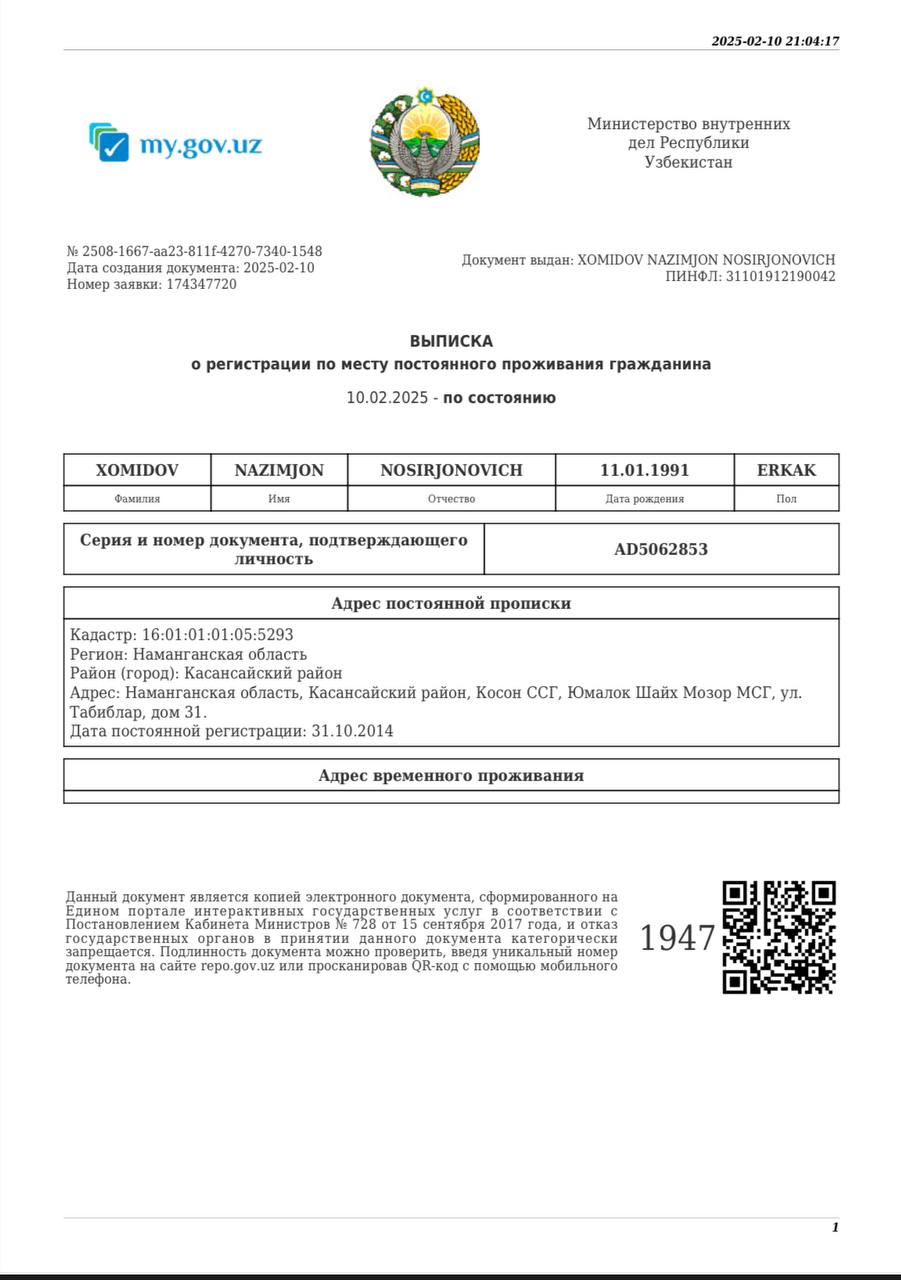 2025-02-10 21:04:17
my.gov.uz
Министерство внутренних
дел Республики
Узбекистан
№ 2508-1667-aa23-811f-4270-7340-1548
Дата создания документа: 2025-02-10
Номер заявки: 174347720
Документ выдан: XOMIDOV NAZIMJON NOSIRJONOVICH
ПИНФЛ: 31101912190042
ВЫПИСКА
о регистрации по месту постоянного проживания гражданина
10.02.2025 - по состоянию
XOMIDOV NAZIMJON NOSIRJONOVICH 11.01.1991 ERKAK
Фамилия Имя Отчество Дата рождения Пол
Серия и номер документа, подтверждающего
личность
AD5062853
Адрес постоянной прописки
Кадастр: 16:01:01:01:05:5293
Регион: Наманганская область
Район (город): Касансайский район
Адрес: Наманганская область, Касансайский район, Косон ССГ, Юмалок Шайх Мозор МСГ, ул.
Табиблар, дом 31.
Дата постоянной регистрации: 31.10.2014
Адрес временного проживания
Данный документ является копией электронного документа, сформированного на
Едином портале интерактивных государственных услуг в соответствии с
Постановлением Кабинета Министров № 728 от 15 сентября 2017 года, и отказ
государственных органов в принятии данного документа категорически
запрещается. Подлинность документа можно проверить, введя уникальный номер
документа на сайте repo.gov.uz или просканировав QR-код с помощью мобильного
телефона.
1947
1